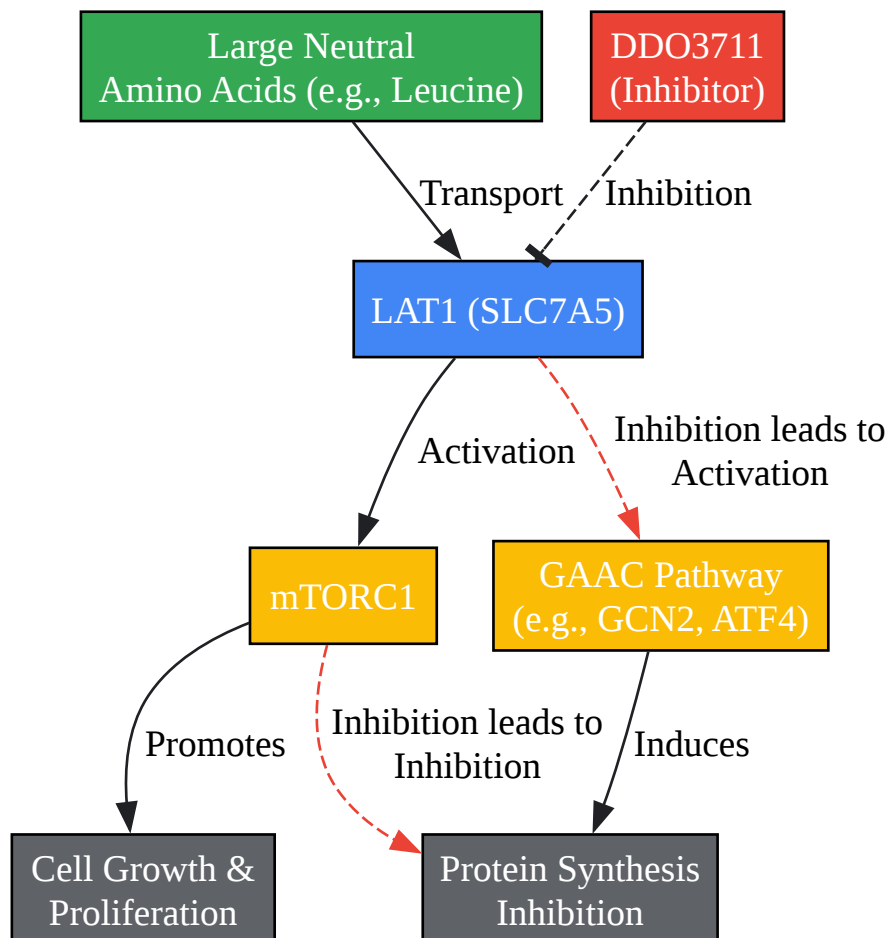 Large Neutral
Amino Acids (e.g., Leucine)
DDO3711
(Inhibitor)
Transport
Inhibition
LAT1 (SLC7A5)
Activation
Inhibition leads to
Activation
mTORC1
GAAC Pathway
(e.g., GCN2, ATF4)
Promotes
Inhibition leads to
Inhibition
Induces
Cell Growth &
Proliferation
Protein Synthesis
Inhibition